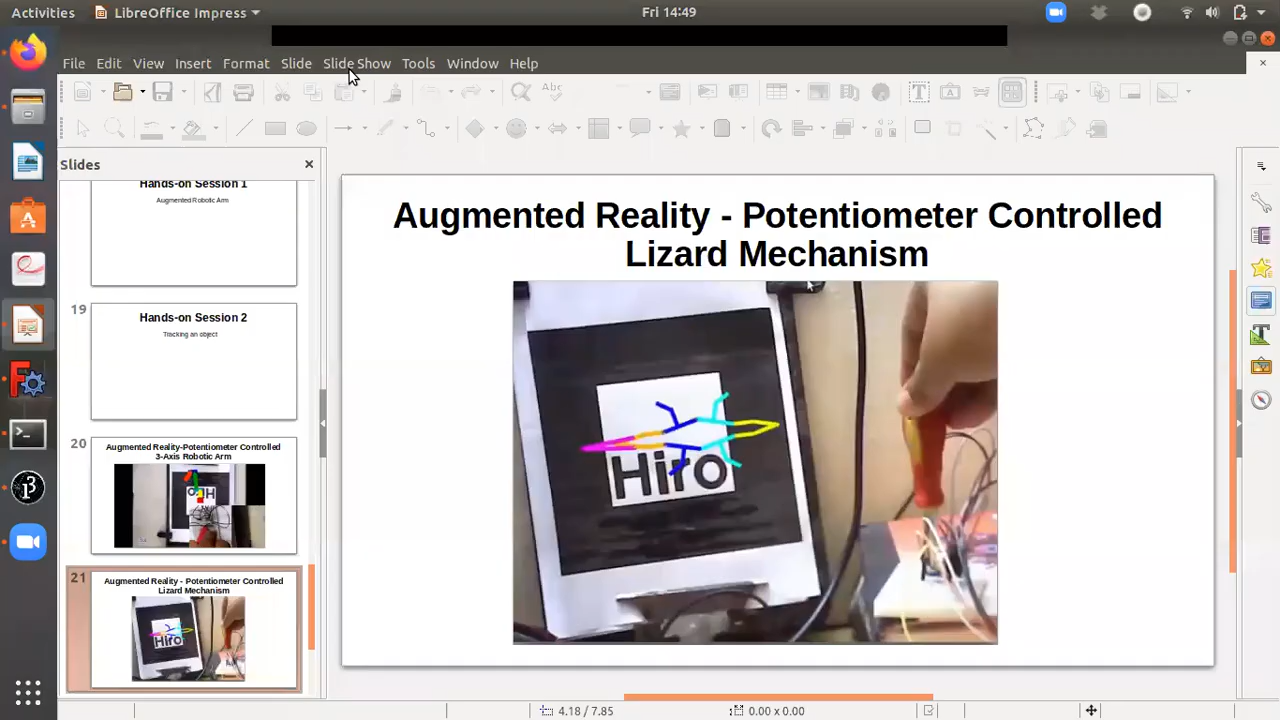 Activities
LibreOffice Impress
Fri 14:49
File Edit View Insert Format Slide Slide Show Tools Window Help
Abc
Slides
Hands-on Session 1
Augmented Robotic Arm
19
Hands-on Session 2
Tracking an object
20
Augmented Reality-Potentiometer Controlled
3-Axis Robotic Arm
21
Augmented Reality - Potentiometer Controlled
Lizard Mechanism
Hiro
Augmented Reality - Potentiometer Controlled
Lizard Mechanism
Hiro
4.18 / 7.85
0.00 x 0.00